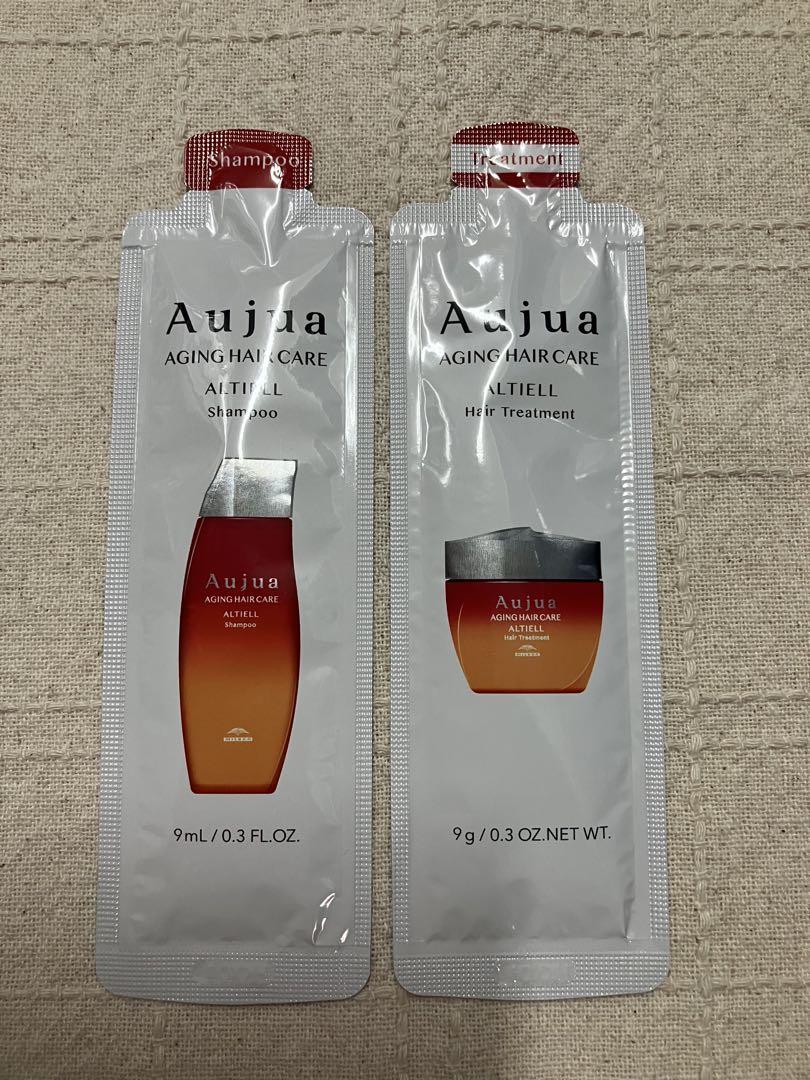 Shampoo
Aujua
AGING HAIR CARE
ALTIELL
Shampoo
Aujua
AGING HAIR CARE
ALTIELL
Shampoo
MILBON
9mL / 0.3 FL.OZ.
Treatment
Aujua
AGING HAIR CARE
ALTIELL
Hair Treatment
Aujua
AGING HAIR CARE
ALTIELL
Hair Treatment
MILBON
9g / 0.3 OZ.NET WT.